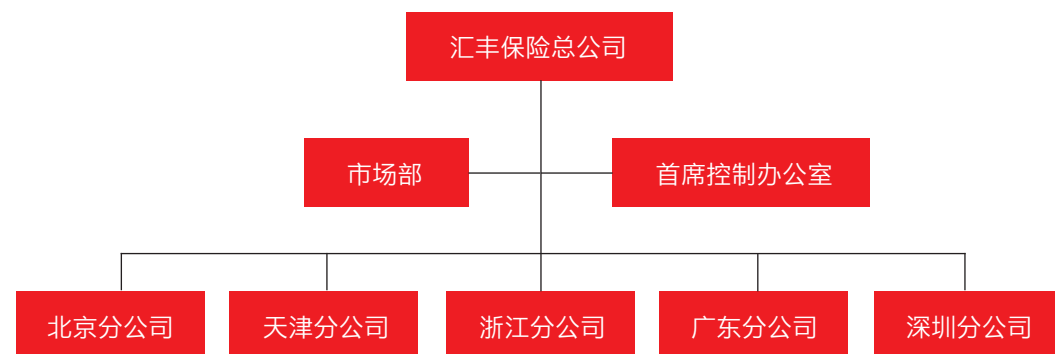 汇丰保险总公司
市场部
首席控制办公室
北京分公司
天津分公司
浙江分公司
广东分公司
深圳分公司